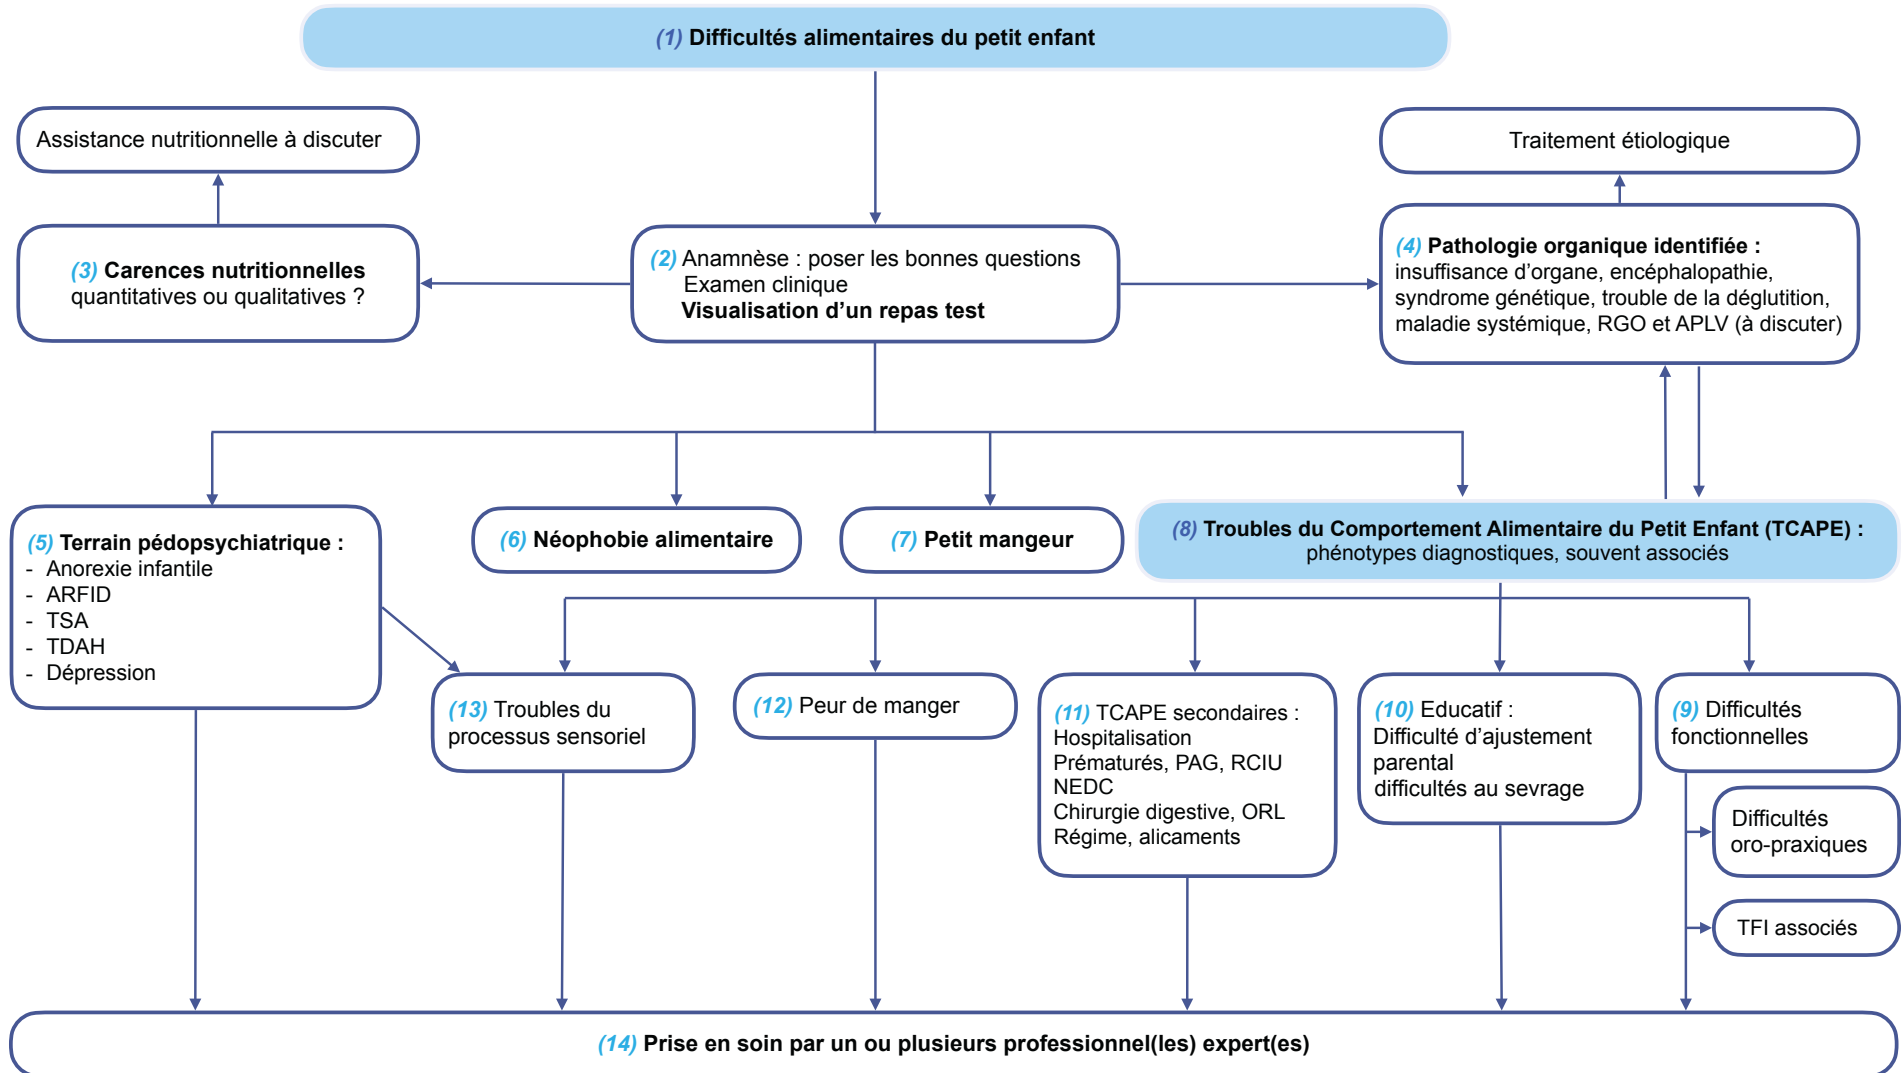 (1) Difficultés alimentaires du petit enfant
Assistance nutritionnelle à discuter
Traitement étiologique
(3) Carences nutritionnelles
quantitatives ou qualitatives ?
(2) Anamnèse : poser les bonnes questions
Examen clinique
Visualisation d’un repas test
(4) Pathologie organique identifiée :
insuffisance d’organe, encéphalopathie,
syndrome génétique, trouble de la déglutition,
maladie systémique, RGO et APLV (à discuter)
(5) Terrain pédopsychiatrique :
- Anorexie infantile
- ARFID
- TSA
- TDAH
- Dépression
(6) Néophobie alimentaire
(7) Petit mangeur
(8) Troubles du Comportement Alimentaire du Petit Enfant (TCAPE) :
phénotypes diagnostiques, souvent associés
(13) Troubles du
processus sensoriel
(12) Peur de manger
(11) TCAPE secondaires :
Hospitalisation
Prématurés, PAG, RCIU
NEDC
Chirurgie digestive, ORL
Régime, alicaments
(10) Educatif :
Difficulté d’ajustement
parental
difficultés au sevrage
(9) Difficultés
fonctionnelles
Difficultés
oro-praxiques
TFI associés
(14) Prise en soin par un ou plusieurs professionnel(les) expert(es)